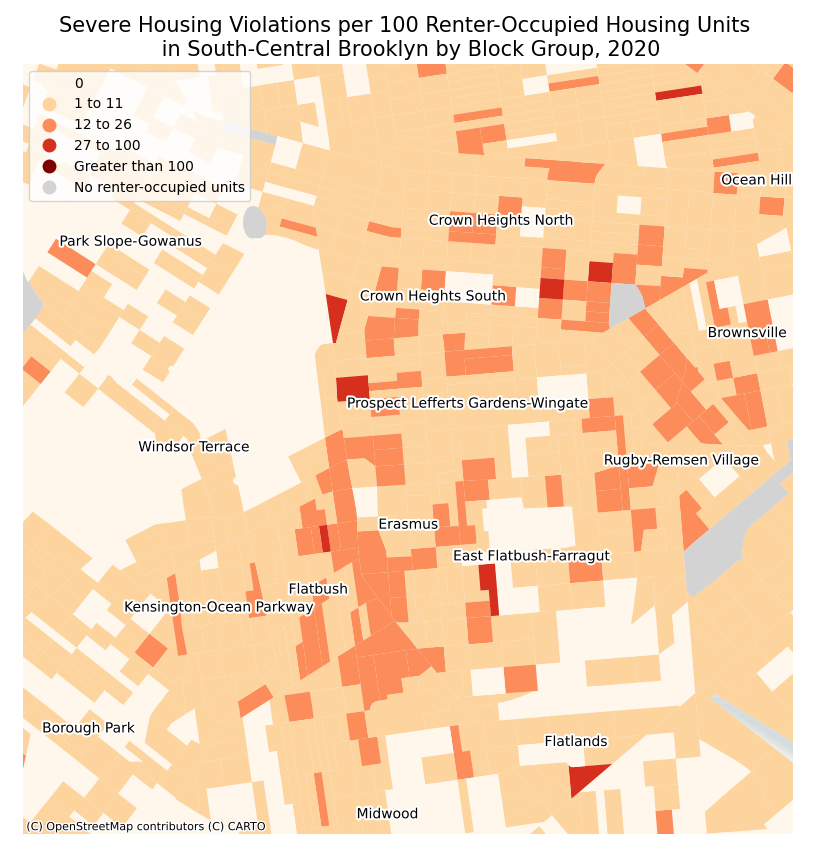 Severe Housing Violations per 100 Renter-Occupied Housing Units
in South-Central Brooklyn by Block Group, 2020
0
1 to 11
12 to 26
27 to 100
Greater than 100
No renter-occupied units
Ocean Hill
Crown Heights North
Park Slope-Gowanus
Crown Heights South
Brownsville
Prospect Lefferts Gardens-Wingate
Windsor Terrace
Rugby-Remsen Village
Erasmus
East Flatbush-Farragut
Flatbush
Kensington-Ocean Parkway
Borough Park
Flatlands
Midwood
(C) OpenStreetMap contributors (C) CARTO